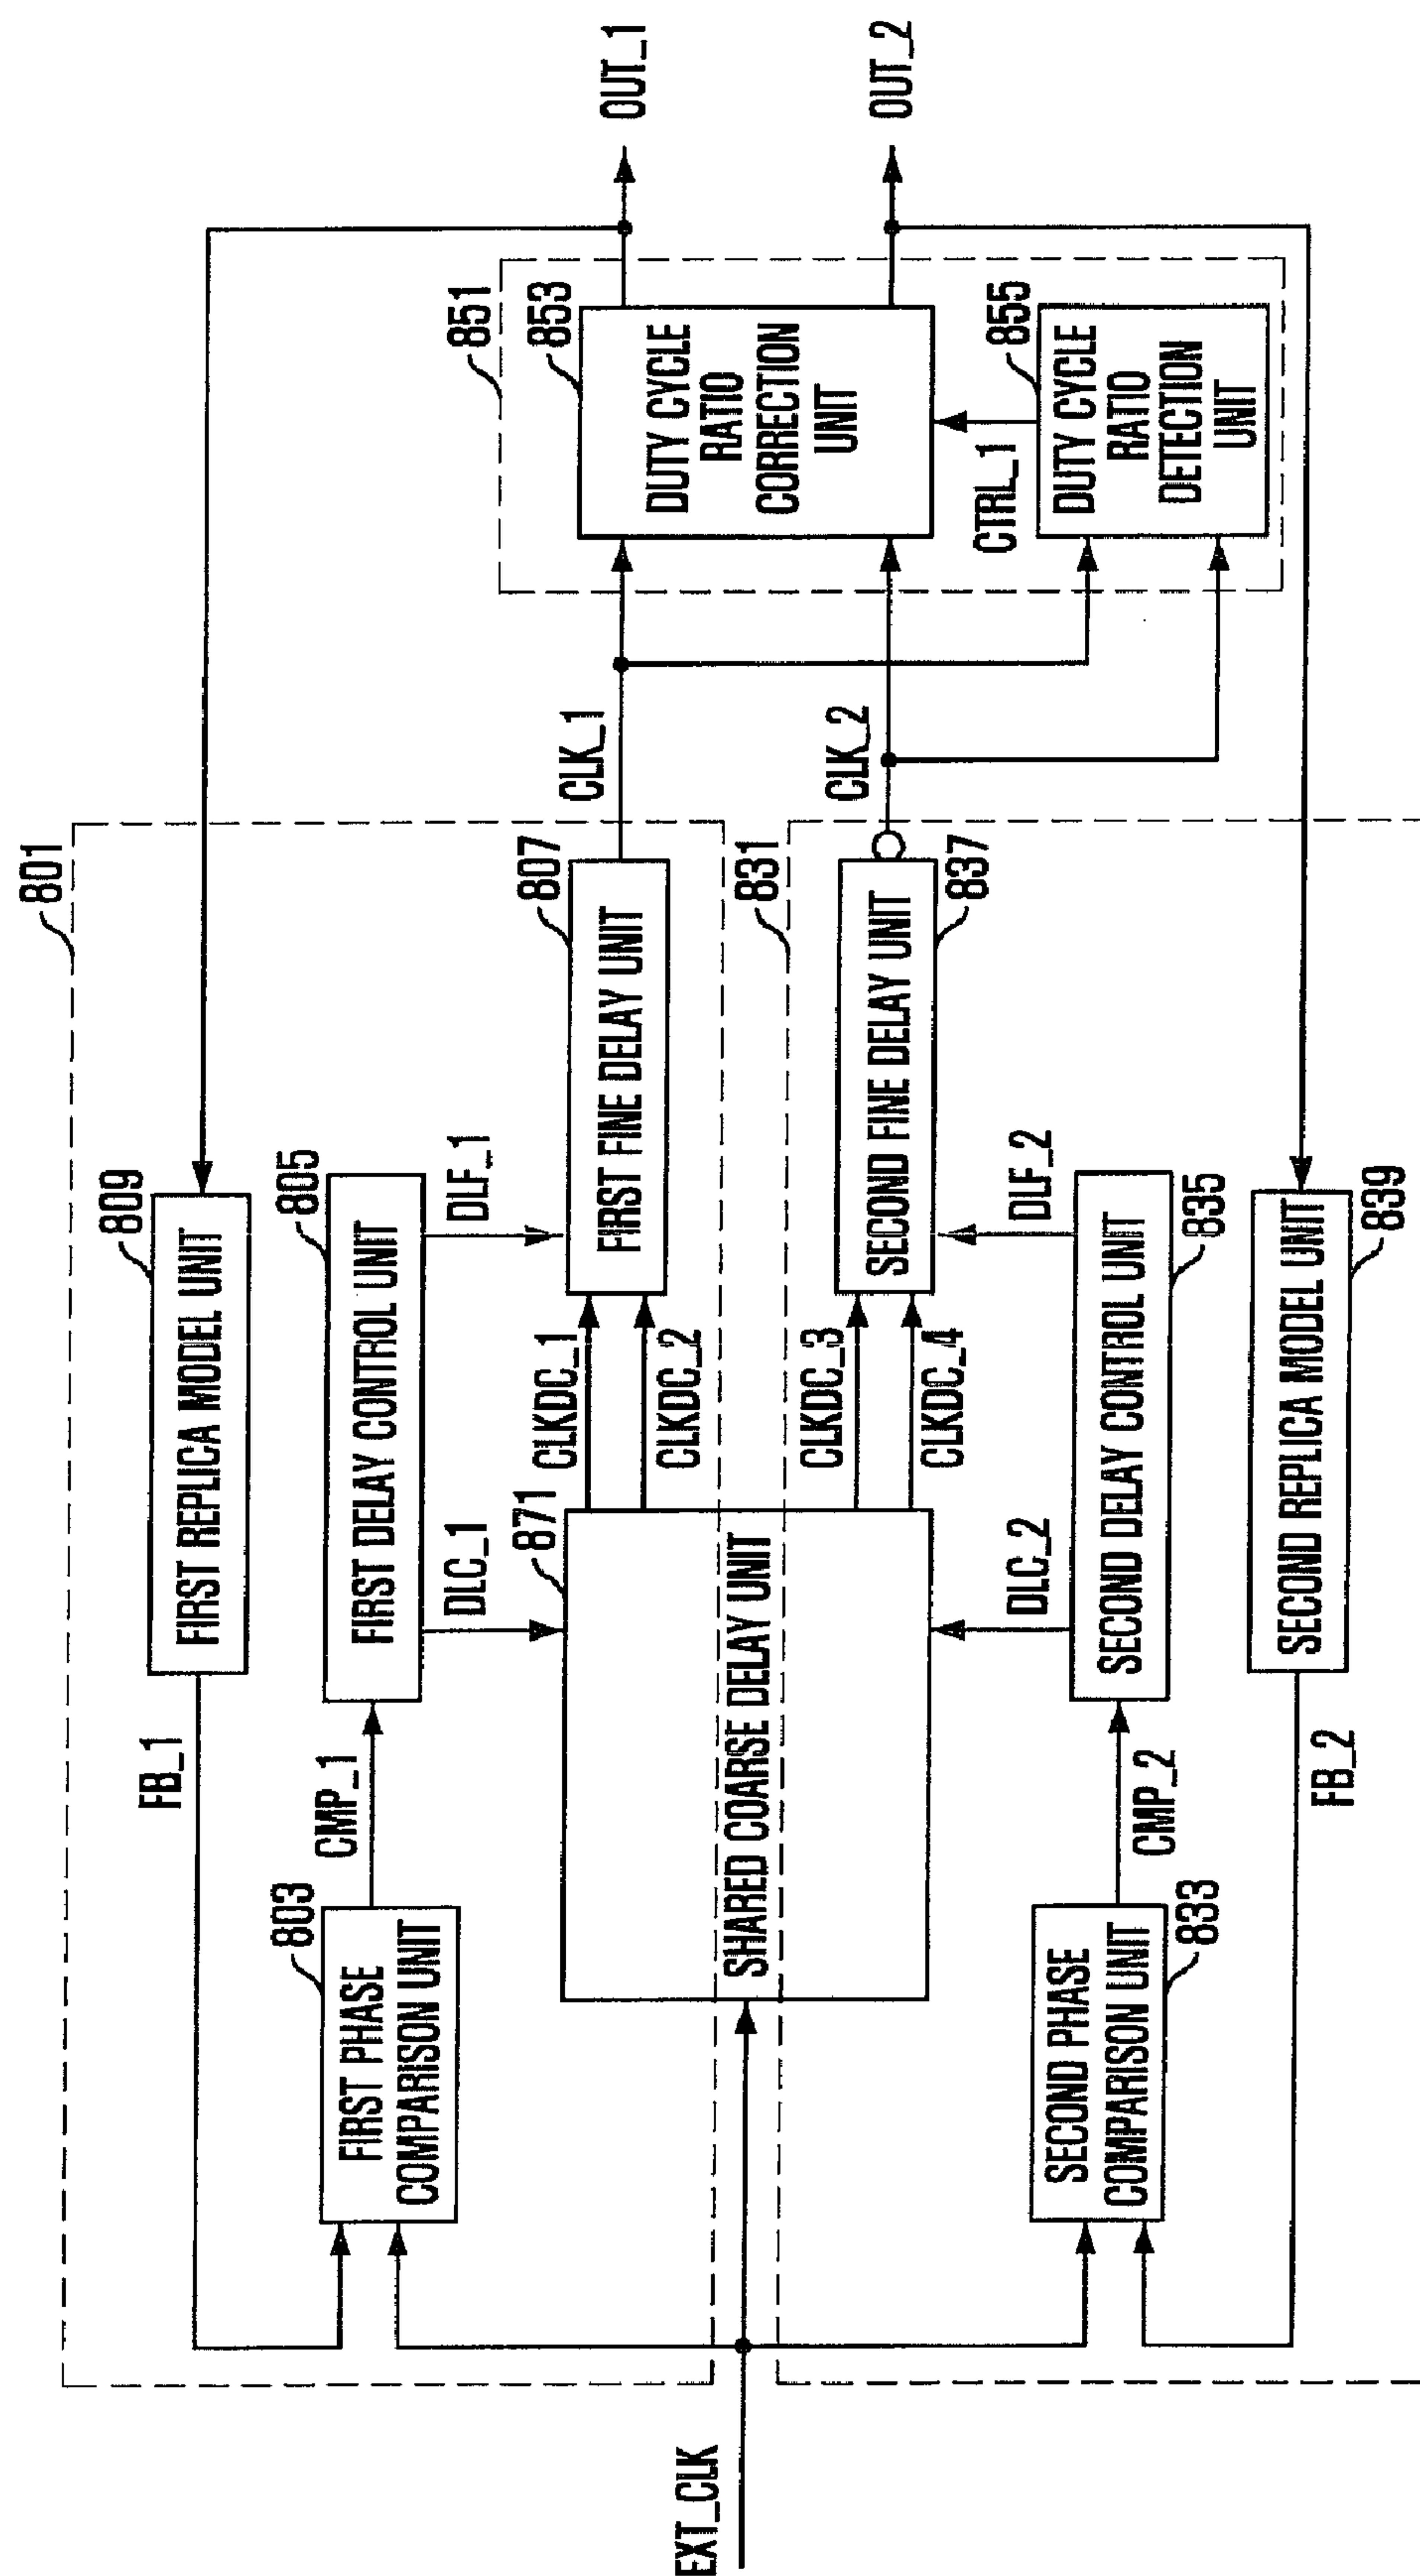 801
809
FIRST REPLICA MODEL UNIT
FB_1
803
FIRST PHASE
COMPARISON UNIT
CMP_1
805
FIRST DELAY CONTROL UNIT
DLC_1
DLF_1
871
SHARED COARSE DELAY UNIT
CLKDC_1
CLKDC_2
807
FIRST FINE DELAY UNIT
CLK_1
EXT_CLK
831
CLKDC_3
CLKDC_4
837
SECOND FINE DELAY UNIT
CLK_2
DLC_2
DLF_2
833
SECOND PHASE
COMPARISON UNIT
CMP_2
835
SECOND DELAY CONTROL UNIT
839
SECOND REPLICA MODEL UNIT
FB_2
851
853
DUTY CYCLE
RATIO
CORRECTION
UNIT
CTRL_1
855
DUTY CYCLE
RATIO
DETECTION
UNIT
OUT_1
OUT_2